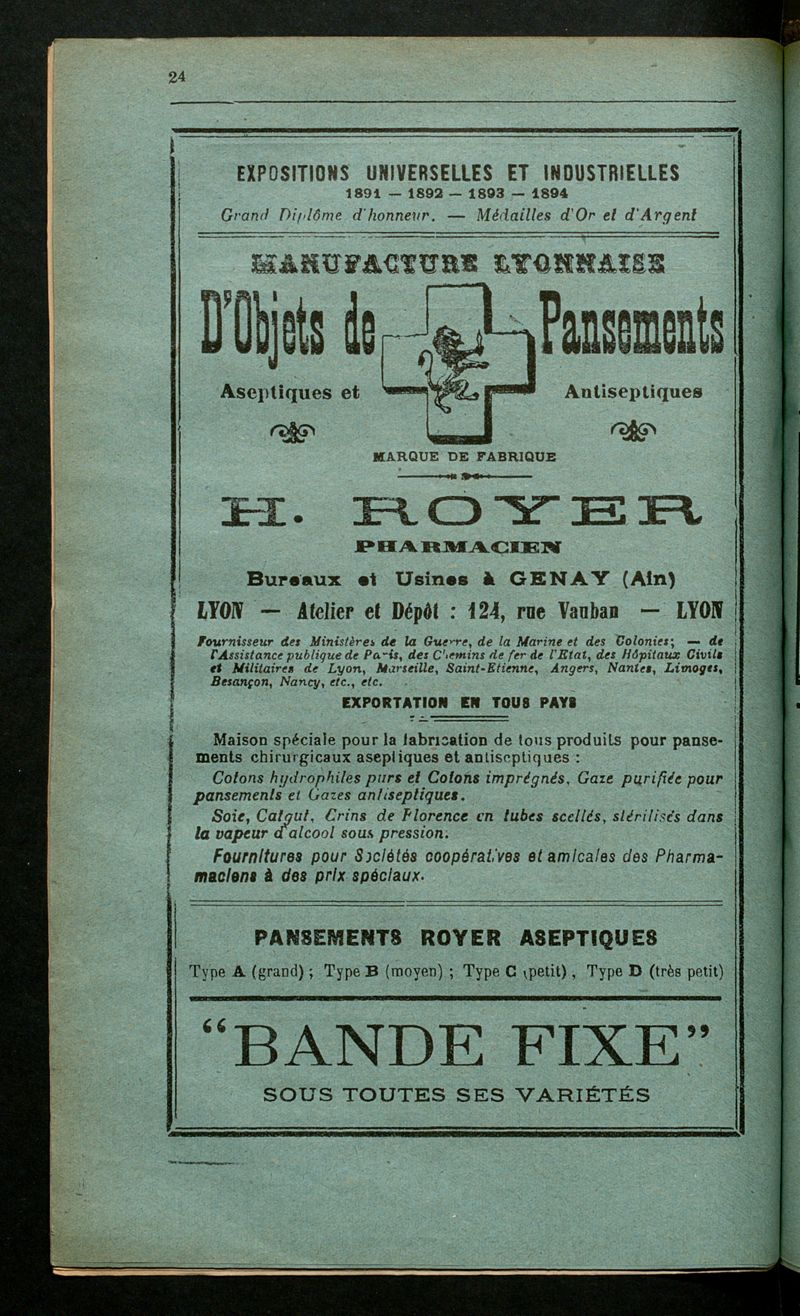 24
EXPOSITIONS UNIVERSELLES ET INDUSTRIELLES
1891 — 1892 — 1893 — 1894
Grand Diplôme d'honneur. — Médailles d'Or et d'Argent
MANUFACTURE LYONNAISE
D'Objets de Pansements
Aseptiques et Antiseptiques
MARQUE DE FABRIQUE
H. ROYER
PHARMACIEN
Bureaux et Usines à GENAY (Ain)
LYON — Atelier et Dépôt : 124, rue Vauban — LYON
Fournisseur des Ministères de la Guerre, de la Marine et des Colonies; — de
l'Assistance publique de Paris, des Chemins de fer de l'Etat, des Hôpitaux Civils
et Militaires de Lyon, Marseille, Saint-Etienne, Angers, Nantes, Limoges,
Besançon, Nancy, etc., etc.
EXPORTATION EN TOUS PAYS
Maison spéciale pour la fabrication de tous produits pour panse-
ments chirurgicaux aseptiques et antiseptiques :
Cotons hydrophiles purs et Cotons imprégnés, Gaze purifiée pour
pansements et Gazes antiseptiques.
Soie, Catgut, Crins de Florence en tubes scellés, stérilisés dans
la vapeur d'alcool sous pression.
Fournitures pour Sociétés coopératives et amicales des Pharma-
maciens à des prix spéciaux.
PANSEMENTS ROYER ASEPTIQUES
Type A (grand) ; Type B (moyen) ; Type C (petit), Type D (très petit)
“BANDE FIXE”
SOUS TOUTES SES VARIÉTÉS